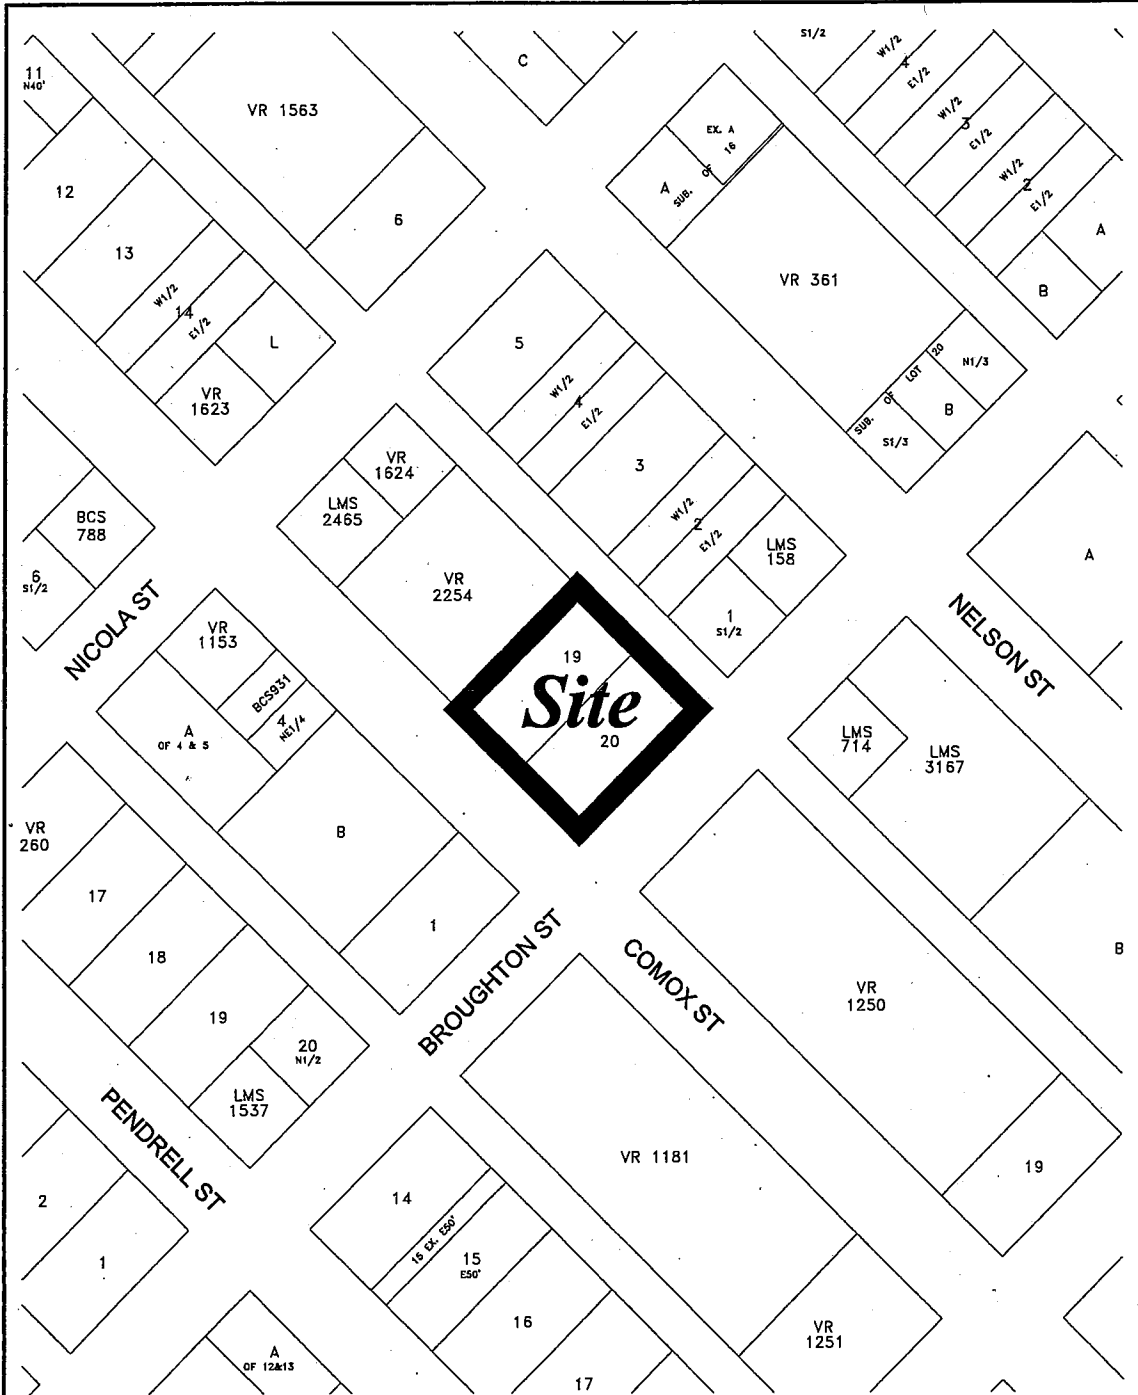 S1/2
W1/2
4
E1/2
C
11
N40'
VR 1563
W1/2
3
E1/2
EX. A
A
SUB. OF 16
W1/2
2
E1/2
12
6
A
13
VR 361
B
W1/2
14
E1/2
L
5
VR
1623
W1/2
4
E1/2
SUB. OF LOT 20
N1/3
B
S1/3
VR
1624
3
LMS
2465
BCS
788
W1/2
2
E1/2
LMS
158
A
6
S1/2
VR
2254
NICOLA ST
1
S1/2
NELSON ST
VR
1153
19
Site
20
BCS931
4
NE1/4
A
OF 4 & 5
LMS
714
LMS
3167
VR
260
B
17
1
BROUGHTON ST
COMOX ST
B
18
VR
1250
19
20
N1/2
LMS
1537
PENDRELL ST
VR 1181
19
14
2
15 EX. E50'
15
E50'
1
16
VR
1251
A
OF 12&13
17